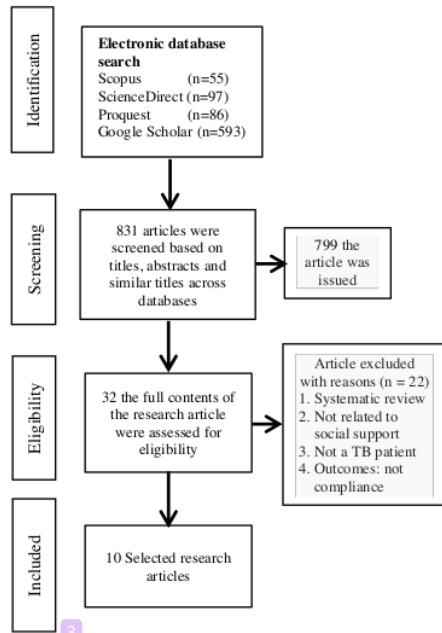 Identification
Electronic database
search
Scopus (n=55)
ScienceDirect (n=97)
Proquest (n=86)
Google Scholar (n=593)
Screening
831 articles were
screened based on
titles, abstracts and
similar titles across
databases
799 the
article was
issued
Eligibility
32 the full contents of
the research article
were assessed for
eligibility
Article excluded
with reasons (n = 22)
1. Systematic review
2. Not related to
social support
3. Not a TB patient
4. Outcomes: not
compliance
Included
10 Selected research
articles